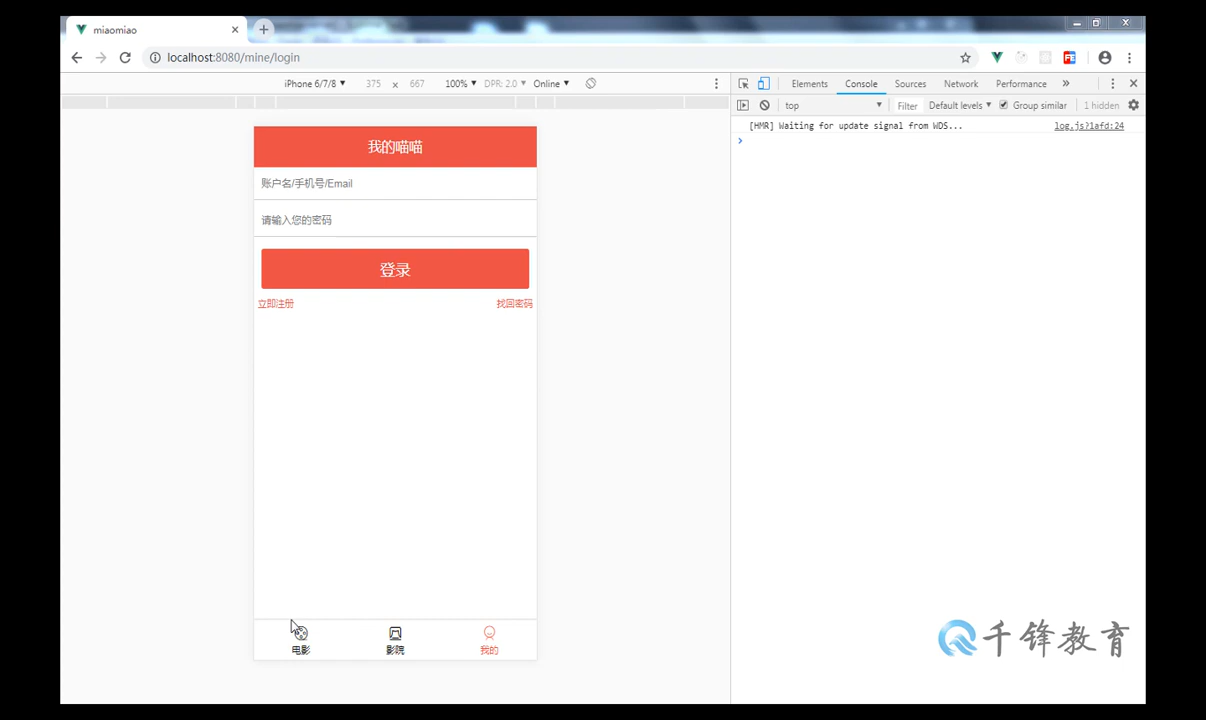 miaomiao
localhost:8080/mine/login
iPhone 6/7/8 ▼ 375 x 667 100% ▼ DPR: 2.0 ▼ Online ▼
Elements Console Sources Network Performance »
top ▼ Filter Default levels ▼ Group similar 1 hidden
[HMR] Waiting for update signal from WDS... log.js?1afd:24
我的喵喵
账户名/手机号/Email
请输入您的密码
登录
立即注册 找回密码
电影 影院 我的
千锋教育